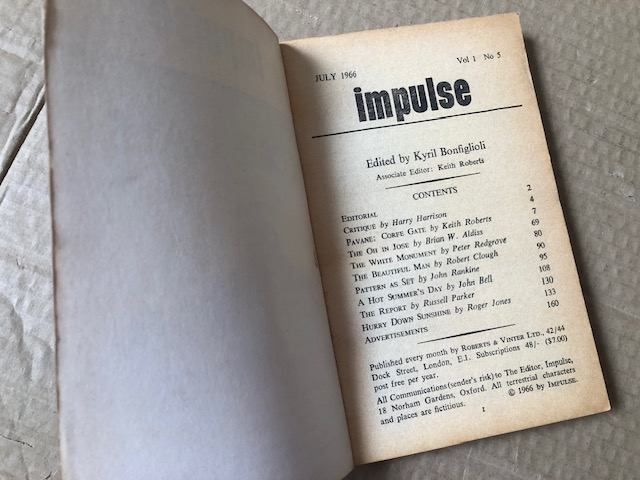 JULY 1966 Vol 1 No 5
impulse
Edited by Kyril Bonfiglioli
Associate Editor: Keith Roberts
CONTENTS
EDITORIAL 2
CRITIQUE by Harry Harrison 4
PAVANE: CORFE GATE by Keith Roberts 7
THE OH IN JOSE by Brian W. Aldiss 69
THE WHITE MONUMENT by Peter Redgrove 80
THE BEAUTIFUL MAN by Robert Clough 90
PATTERN AS SET by John Rankine 95
A HOT SUMMER'S DAY by John Bell 108
THE REPORT by Russell Parker 130
HURRY DOWN SUNSHINE by Roger Jones 133
ADVERTISEMENTS 160
Published every month by ROBERTS & VINTER LTD., 42/44
Dock Street, London, E.1. Subscriptions 48/- ($7.00)
post free per year.
All Communications (sender's risk) to The Editor, Impulse,
18 Norham Gardens, Oxford. All terrestrial characters
and places are fictitious. © 1966 by IMPULSE.
1